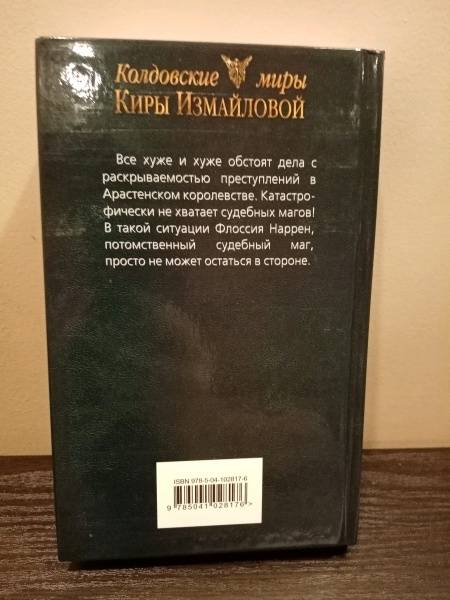 Колдовские миры
Киры Измайловой
Все хуже и хуже обстоят дела с
раскрываемостью преступлений в
Арастенском королевстве. Катастро-
фически не хватает судебных магов!
В такой ситуации Флоссия Наррен,
потомственный судебный маг,
просто не может остаться в стороне.
ISBN 978-5-04-102817-6
9 785041 028176 >